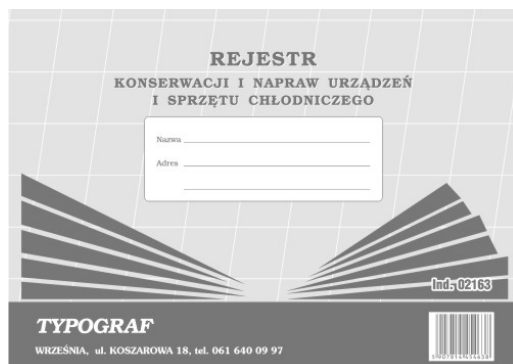 REJESTR
KONSERWACJI I NAPRAW URZĄDZEŃ
I SPRZĘTU CHŁODNICZEGO
Nazwa
Adres
Ind.: 02163
TYPOGRAF
WRZEŚNIA, ul. KOSZAROWA 18, tel. 061 640 09 97